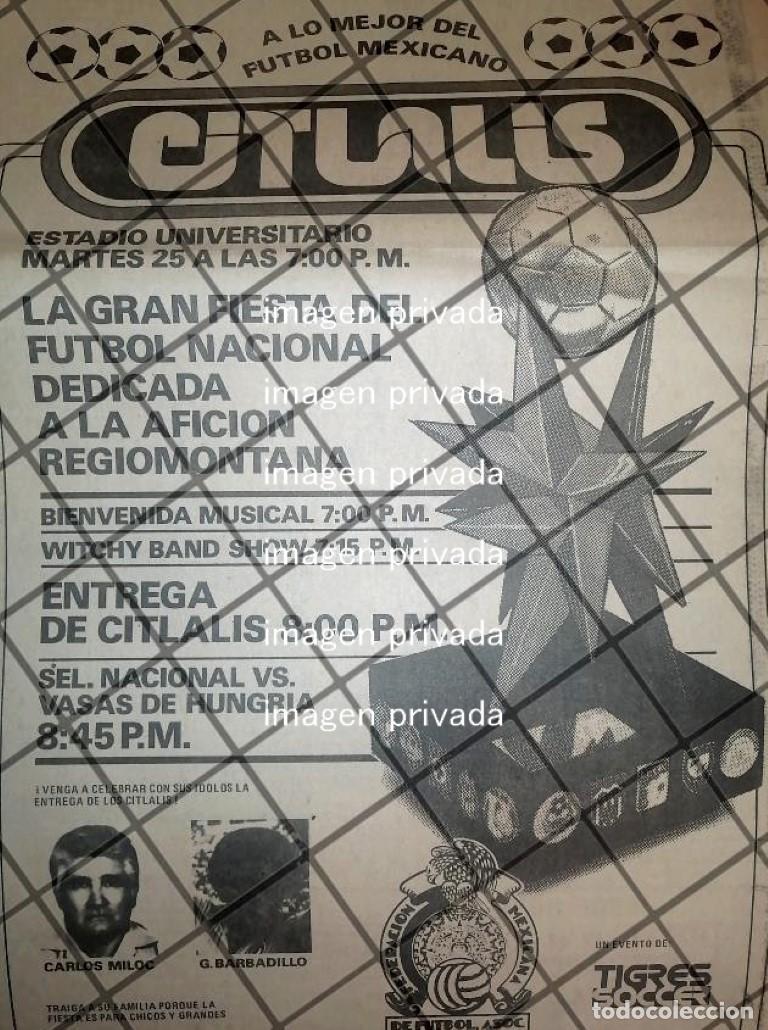 A LO MEJOR DEL
FUTBOL MEXICANO
CITLALIS
ESTADIO UNIVERSITARIO
MARTES 25 A LAS 7:00 P.M.
LA GRAN FIESTA DEL
imagen privada
FUTBOL NACIONAL
DEDICADA
imagen privada
A LA AFICION
REGIOMONTANA
imagen privada
BIENVENIDA MUSICAL 7:00 P.M.
WITCHY BAND SHOW 7:15 P.M.
imagen privada
ENTREGA
DE CITLALIS 8:00 P.M
imagen privada
SEL. NACIONAL VS.
VASAS DE HUNGRIA
imagen privada
8:45 P.M.
¡VENGA A CELEBRAR CON SUS IDOLOS LA
ENTREGA DE LOS CITLALIS!
CARLOS MILOC
G. BARBADILLO
TRAIGA A SU FAMILIA PORQUE LA
FIESTA ES PARA CHICOS Y GRANDES
FEDERACION
MEXICANA
DE FUTBOL, ASOC
UN EVENTO DE:
TIGRES
SOCCER
todocoleccion